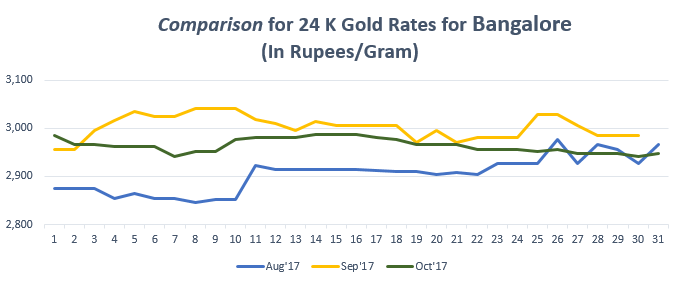 Comparison for 24 K Gold Rates for Bangalore
(In Rupees/Gram)
3,100
3,000
2,900
2,800
1 2 3 4 5 6 7 8 9 10 11 12 13 14 15 16 17 18 19 20 21 22 23 24 25 26 27 28 29 30 31
Aug'17 Sep'17 Oct'17